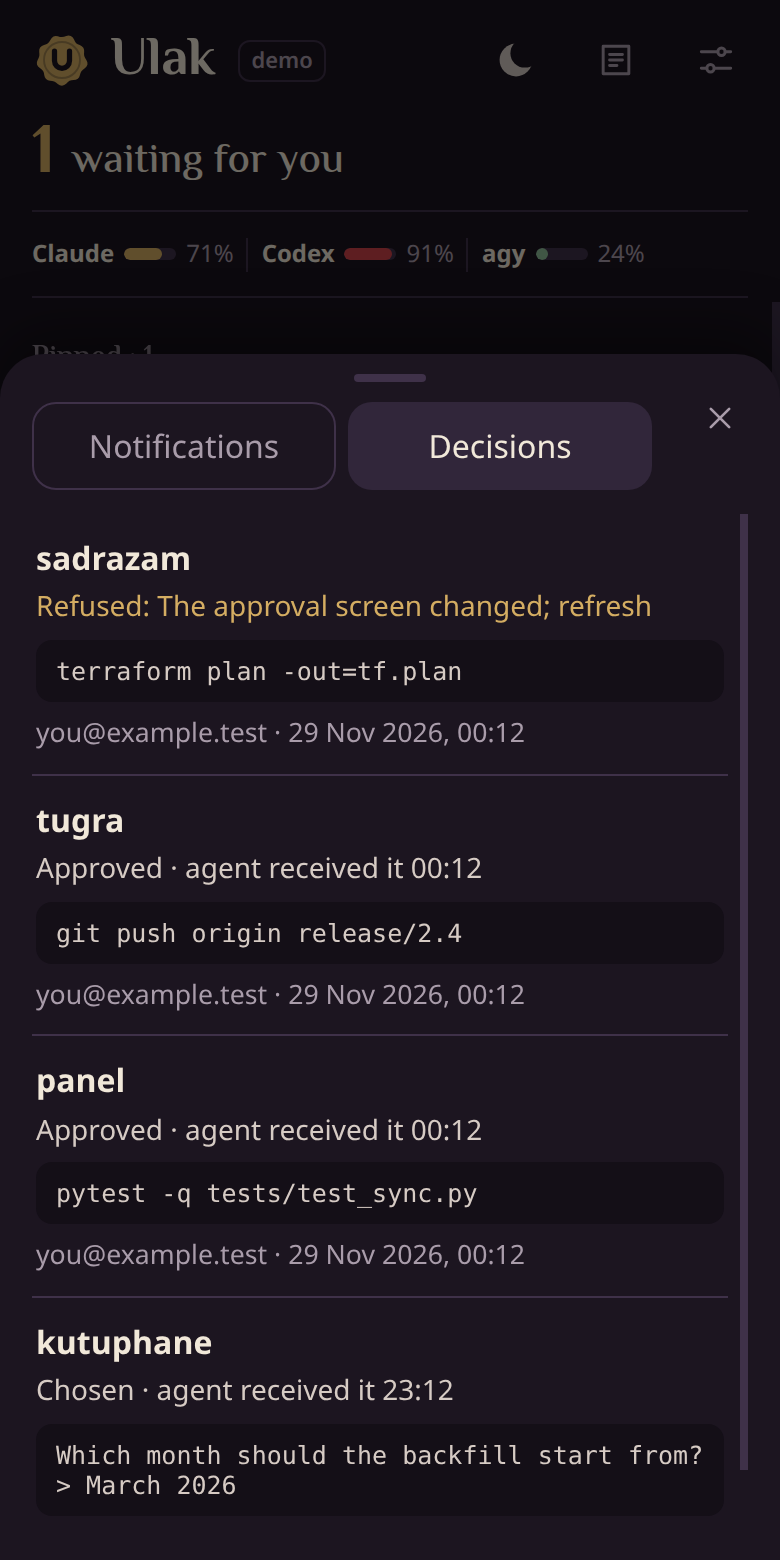 Ulak demo
1 waiting for you
Claude 71% Codex 91% agy 24%
Pinned · 1
Notifications Decisions
sadrazam
Refused: The approval screen changed; refresh
terraform plan -out=tf.plan
you@example.test · 29 Nov 2026, 00:12
tugra
Approved · agent received it 00:12
git push origin release/2.4
you@example.test · 29 Nov 2026, 00:12
panel
Approved · agent received it 00:12
pytest -q tests/test_sync.py
you@example.test · 29 Nov 2026, 00:12
kutuphane
Chosen · agent received it 23:12
Which month should the backfill start from?
> March 2026